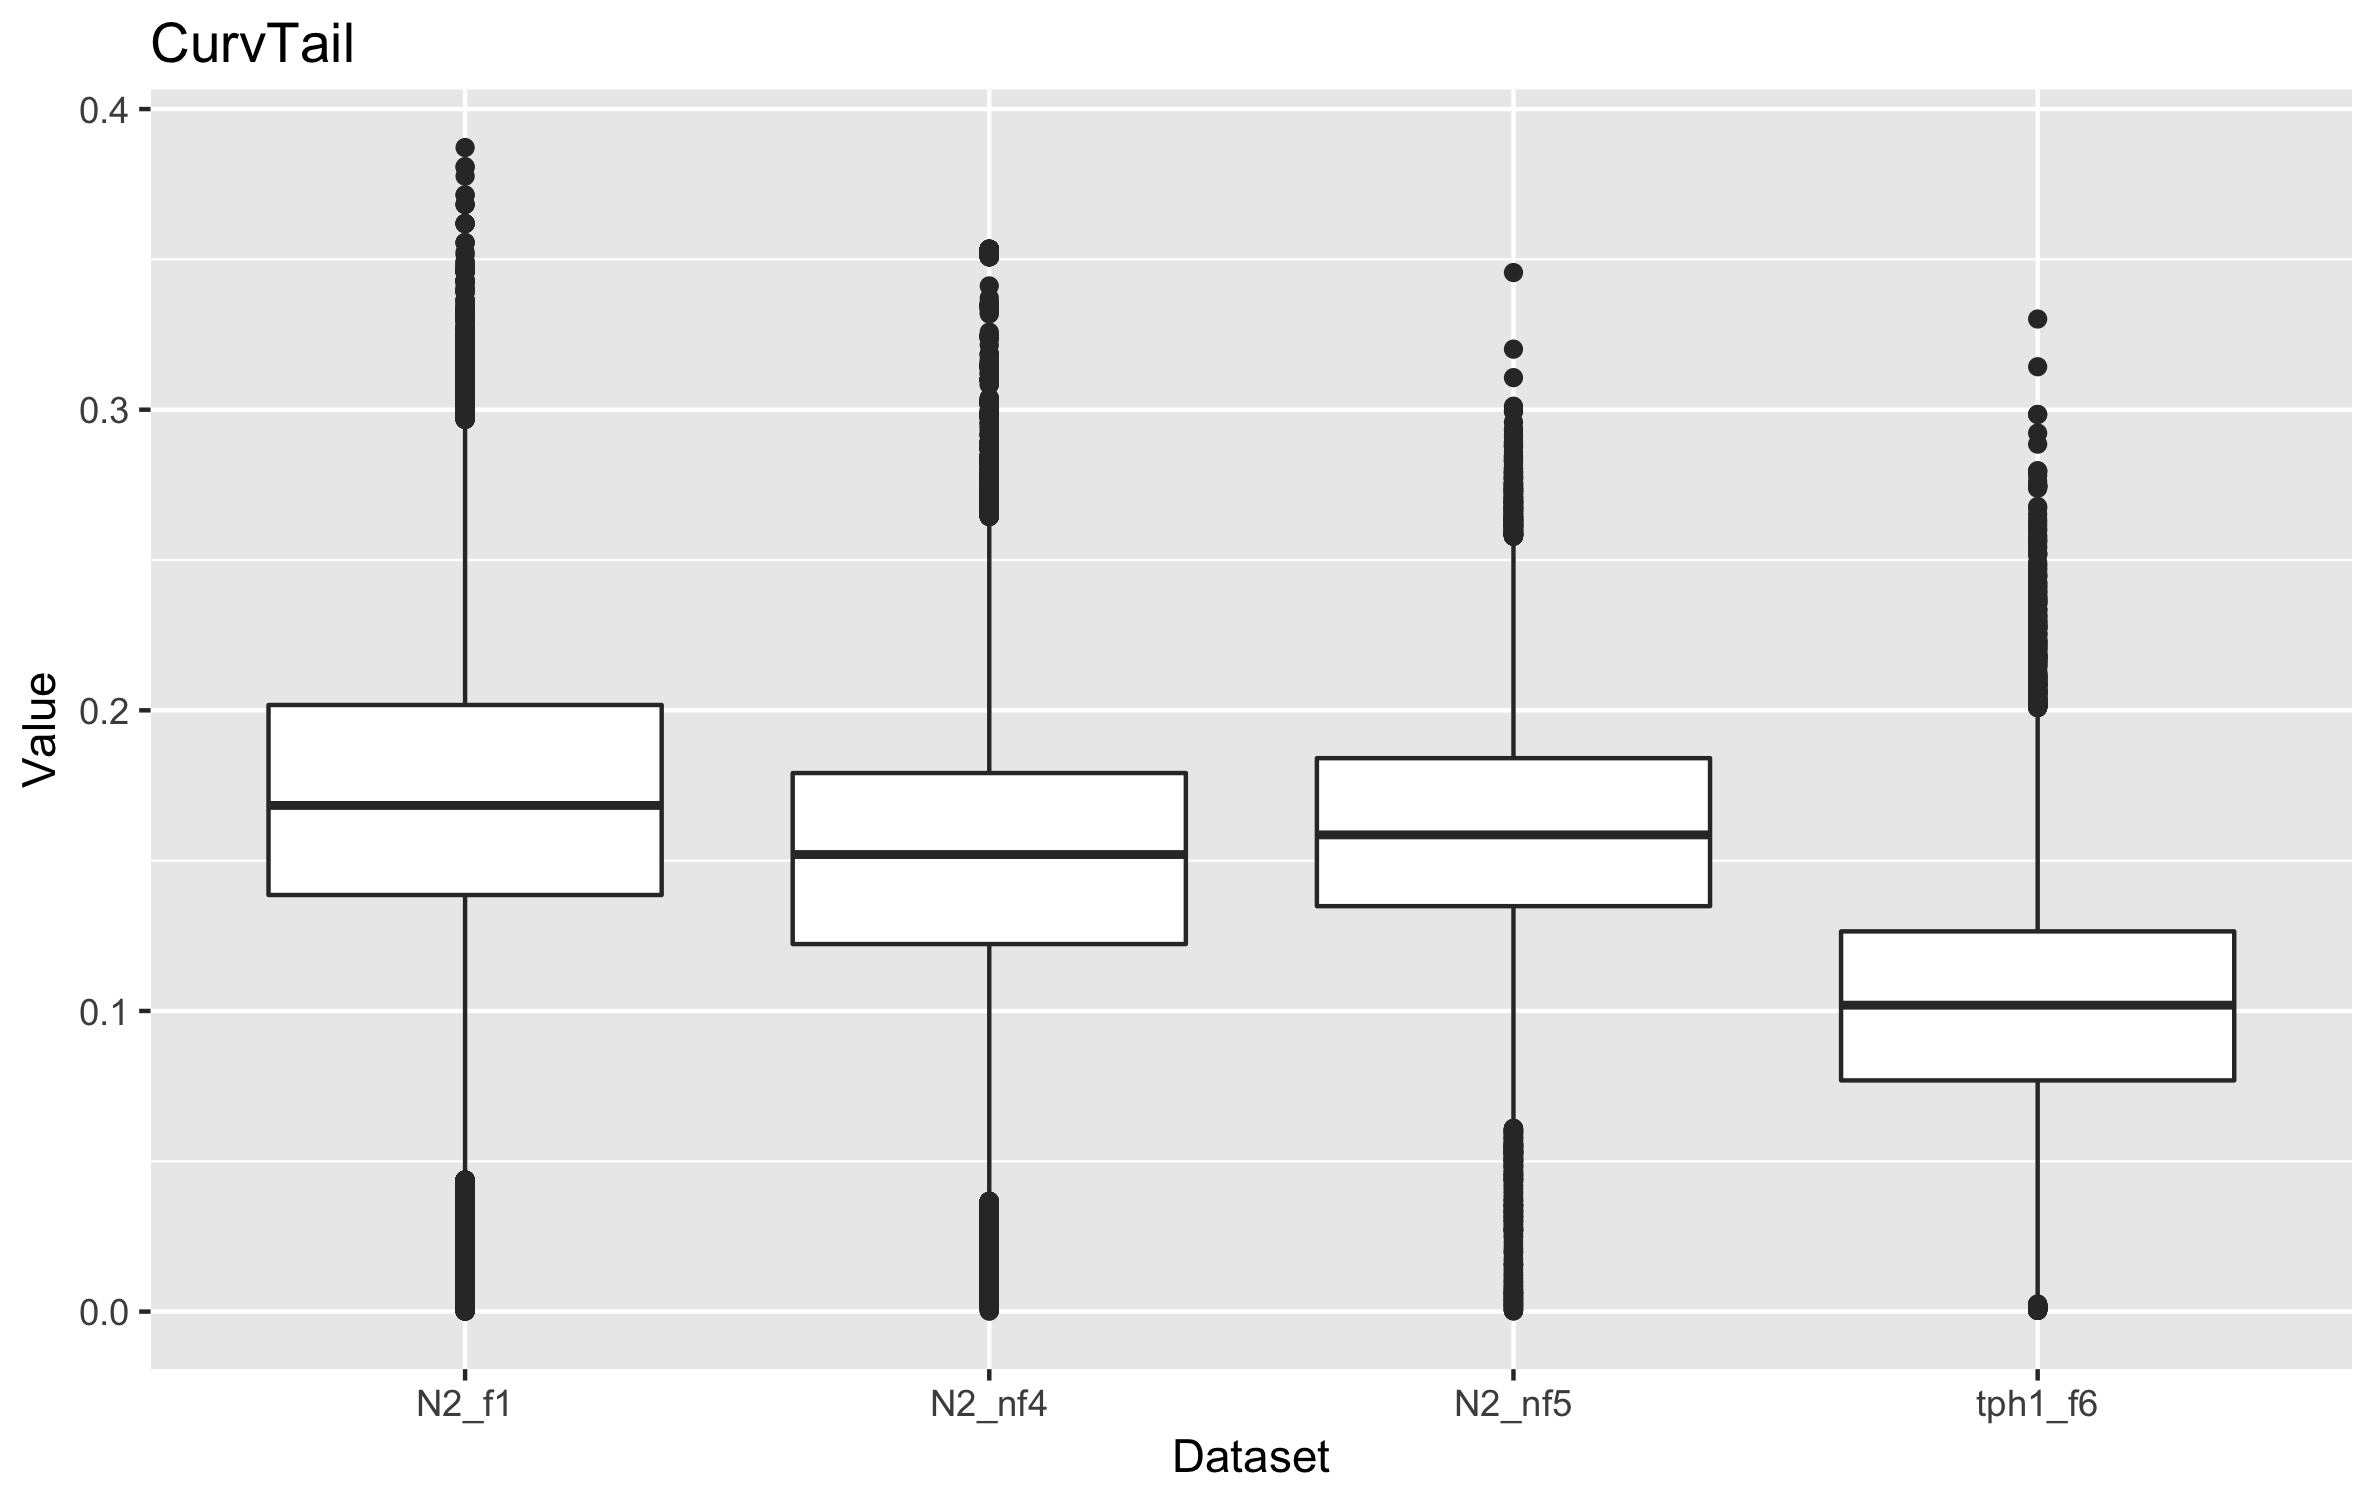 CurvTail
0.4
0.3
0.2
0.1
0.0
Value
N2_f1 N2_nf4 N2_nf5 tph1_f6
Dataset